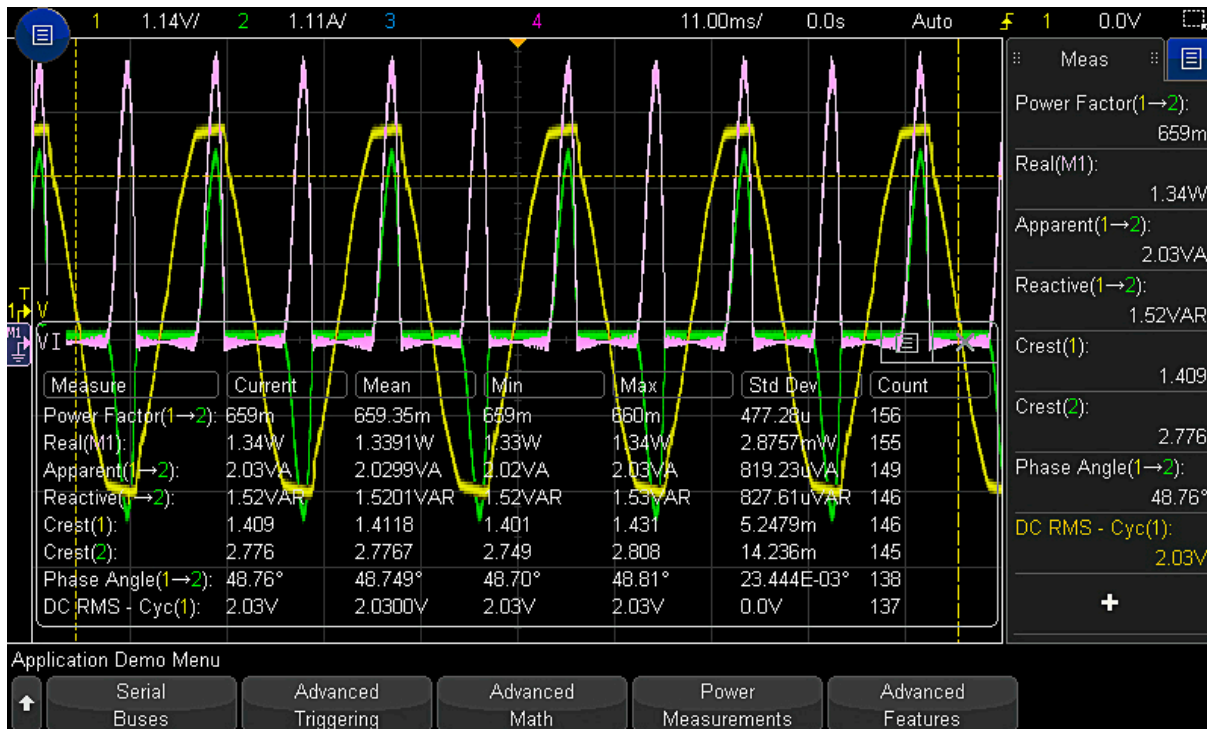 1 1.14V/ 2 1.11A/ 3 4 11.00ms/ 0.0s Auto 1 0.0V
Meas
Power Factor(1→2):
659m
Real(M1):
1.34W
Apparent(1→2):
2.03VA
Reactive(1→2):
1.52VAR
Crest(1):
1.409
Crest(2):
2.776
Phase Angle(1→2):
48.76°
DC RMS - Cyc(1):
2.03V
+
T
1 V
M1 VI
Measure Current Mean Min Max Std Dev Count
Power Factor(1→2): 659m 659.35m 659m 660m 477.28u 156
Real(M1): 1.34W 1.3391W 1.33W 1.34W 2.8757mW 155
Apparent(1→2): 2.03VA 2.0299VA 2.02VA 2.03VA 819.23uVA 149
Reactive(1→2): 1.52VAR 1.5201VAR 1.52VAR 1.53VAR 827.61uVAR 146
Crest(1): 1.409 1.4118 1.401 1.431 5.2479m 146
Crest(2): 2.776 2.7767 2.749 2.808 14.236m 145
Phase Angle(1→2): 48.76° 48.749° 48.70° 48.81° 23.444E-03° 138
DC RMS - Cyc(1): 2.03V 2.0300V 2.03V 2.03V 0.0V 137
Application Demo Menu
Serial Buses
Advanced Triggering
Advanced Math
Power Measurements
Advanced Features